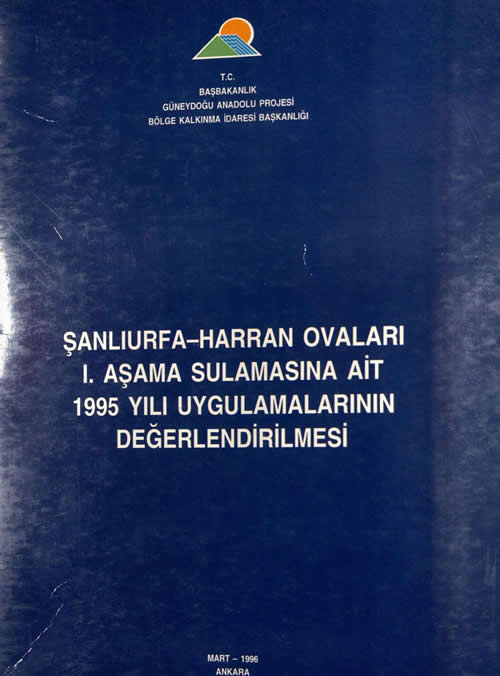 T.C.
BAŞBAKANLIK
GÜNEYDOĞU ANADOLU PROJESİ
BÖLGE KALKINMA İDARESİ BAŞKANLIĞI
ŞANLIURFA–HARRAN OVALARI
I. AŞAMA SULAMASINA AİT
1995 YILI UYGULAMALARININ
DEĞERLENDİRİLMESİ
MART – 1996
ANKARA